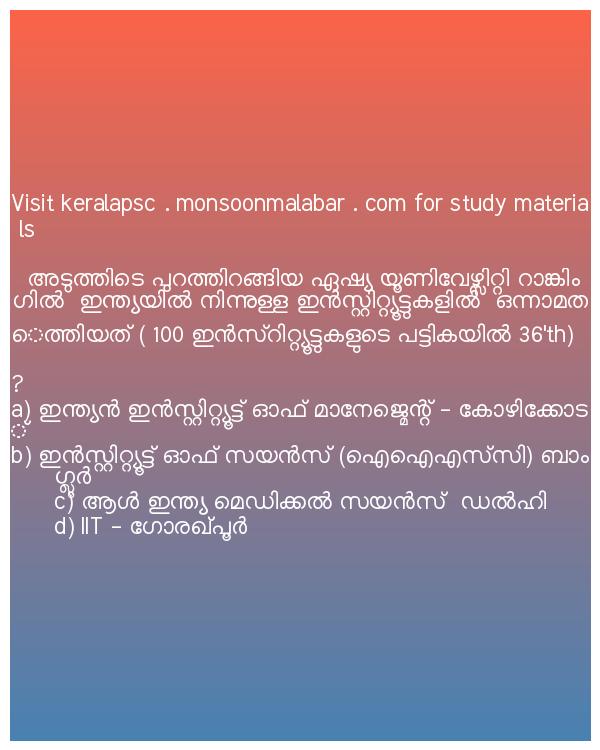 Visit keralapsc . monsoonmalabar . com for study materia
ls
അടുത്തിടെ പുറത്തിറങ്ങിയ ഏഷ്യ യൂണിവേഴ്സിറ്റി റാങ്കിം
ഗിൽ ഇന്ത്യയിൽ നിന്നുള്ള ഇൻസ്റ്റിറ്റ്യൂട്ടുകളിൽ ഒന്നാമത
െത്തിയത് ( 100 ഇൻസ്റിറ്റ്യൂട്ടുകളുടെ പട്ടികയിൽ 36'th)
?
a) ഇന്ത്യൻ ഇൻസ്റ്റിറ്റ്യൂട്ട് ഓഫ് മാനേജ്മെന്റ് - കോഴിക്കോട
്
b) ഇൻസ്റ്റിറ്റ്യൂട്ട് ഓഫ് സയൻസ് (ഐഐഎസ്‌സി) ബാം
ഗ്ലൂർ
c) ആൾ ഇന്ത്യ മെഡിക്കൽ സയൻസ് ഡൽഹി
d) IIT - ഗോരഖ്പൂർ